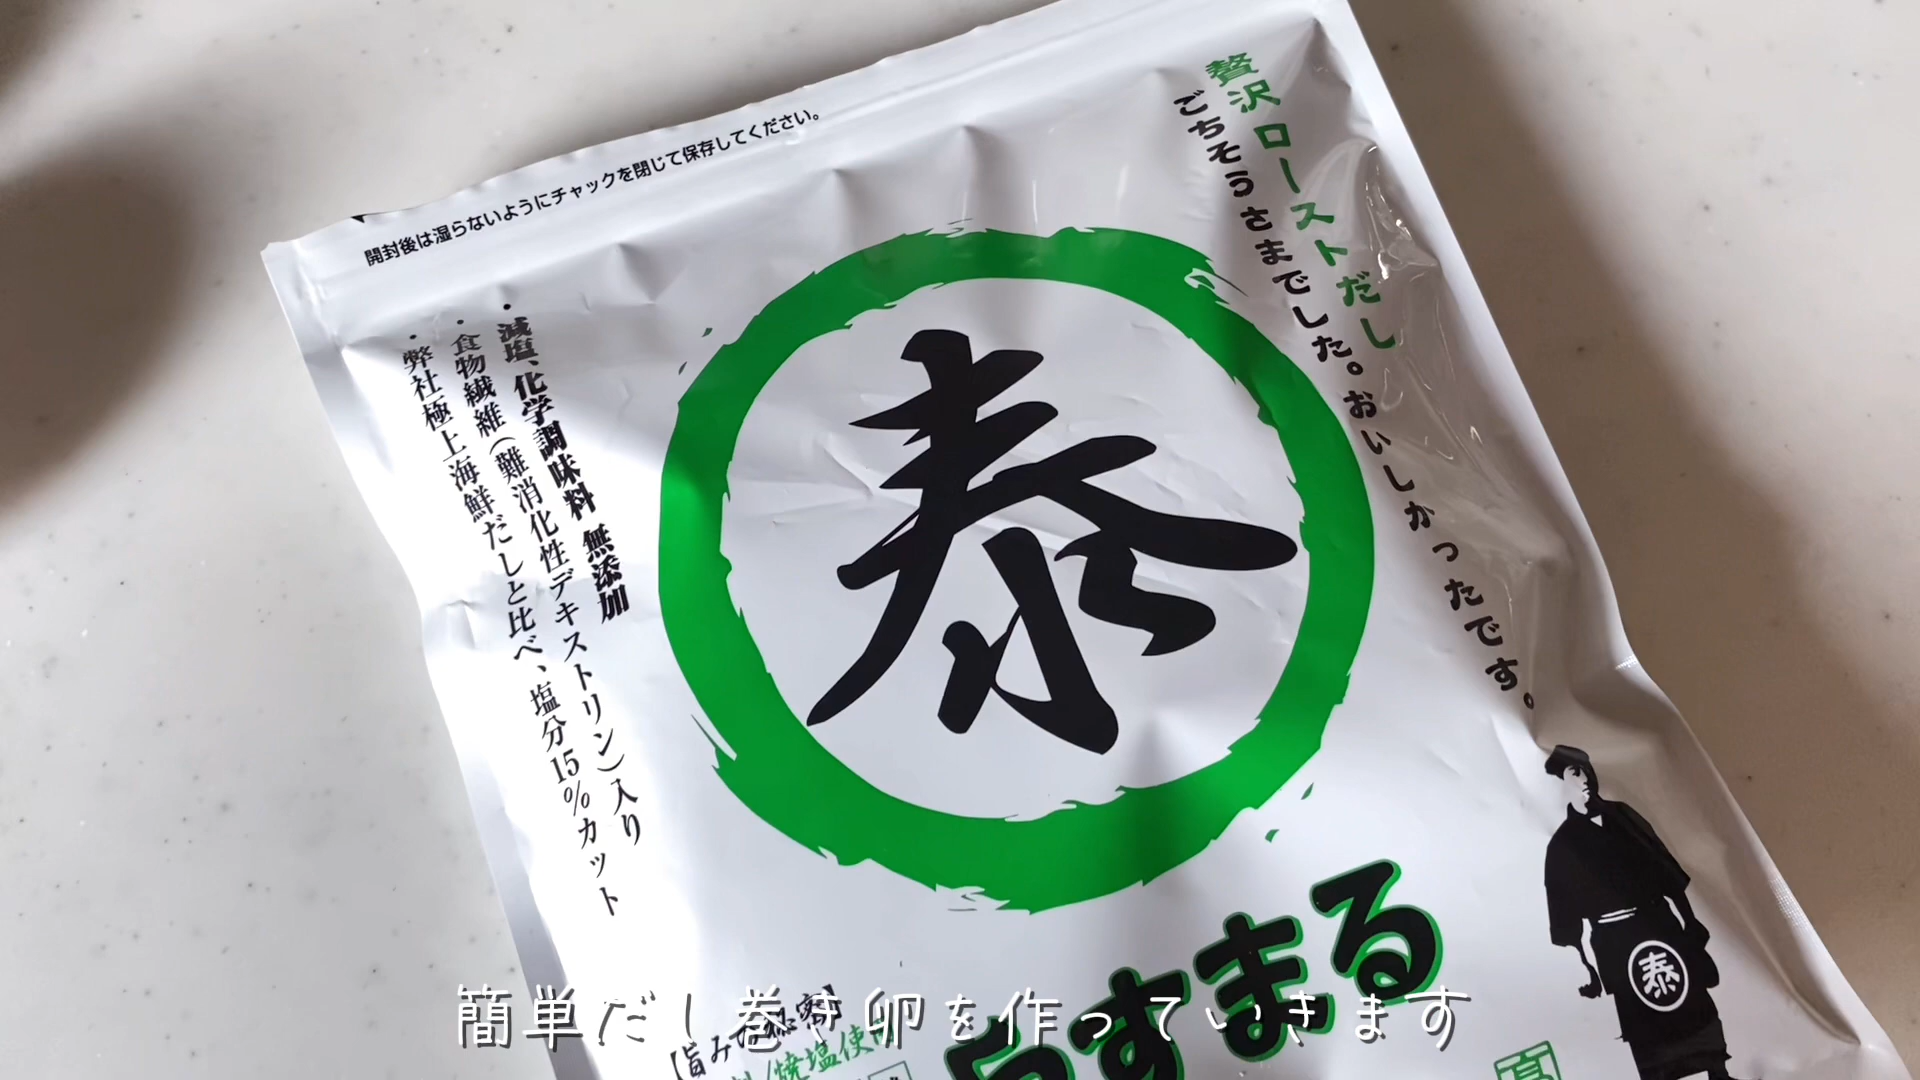 開封後は湿らないようにチャックを閉じて保存してください。
贅沢ローストだし
ごちそうさまでした。おいしかったです。
泰
・減塩、化学調味料 無添加
・食物繊維(難消化性デキストリン)入り
・弊社極上海鮮だしと比べ、塩分15%カット
すまる
泰
簡単だし巻き卵を作っていきます